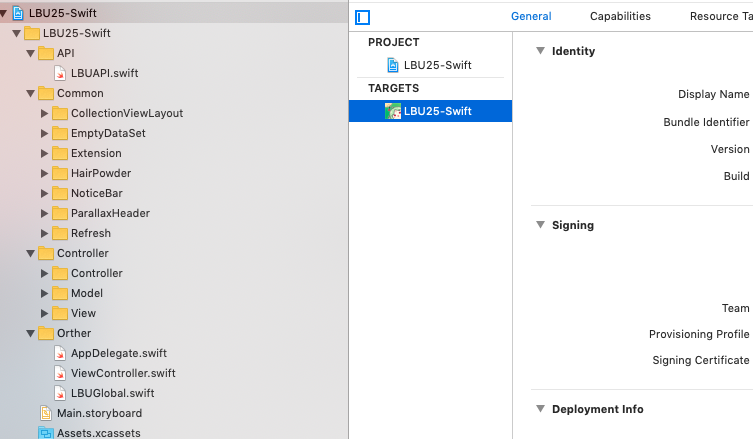 LBU25-Swift
LBU25-Swift
API
LBUAPI.swift
Common
CollectionViewLayout
EmptyDataSet
Extension
HairPowder
NoticeBar
ParallaxHeader
Refresh
Controller
Controller
Model
View
Orther
AppDelegate.swift
ViewController.swift
LBUGlobal.swift
Main.storyboard
Assets.xcassets
General Capabilities Resource Ta
PROJECT
LBU25-Swift
TARGETS
LBU25-Swift
Identity
Display Name
Bundle Identifier
Version
Build
Signing
Team
Provisioning Profile
Signing Certificate
Deployment Info